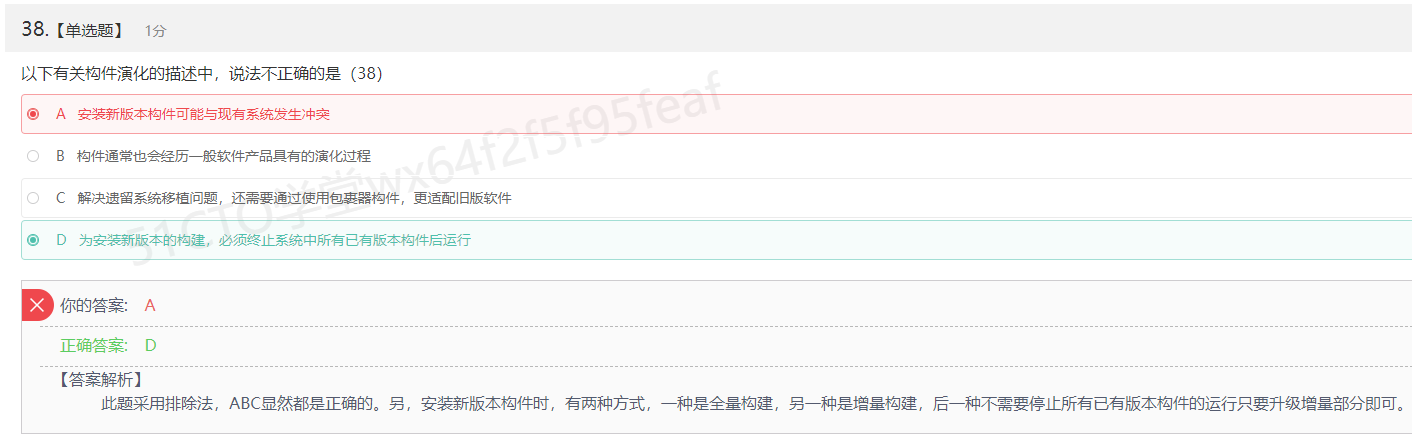 38.【单选题】 1分
以下有关构件演化的描述中，说法不正确的是（38）
A 安装新版本构件可能与现有系统发生冲突
B 构件通常也会经历一般软件产品具有的演化过程
C 解决遗留系统移植问题，还需要通过使用包裹器构件，更适配旧版软件
D 为安装新版本的构建，必须终止系统中所有已有版本构件后运行
51CTO学堂wx64f2f5f95feaf
你的答案: A
正确答案: D
【答案解析】
此题采用排除法，ABC显然都是正确的。另，安装新版本构件时，有两种方式，一种是全量构建，另一种是增量构建，后一种不需要停止所有已有版本构件的运行只要升级增量部分即可。